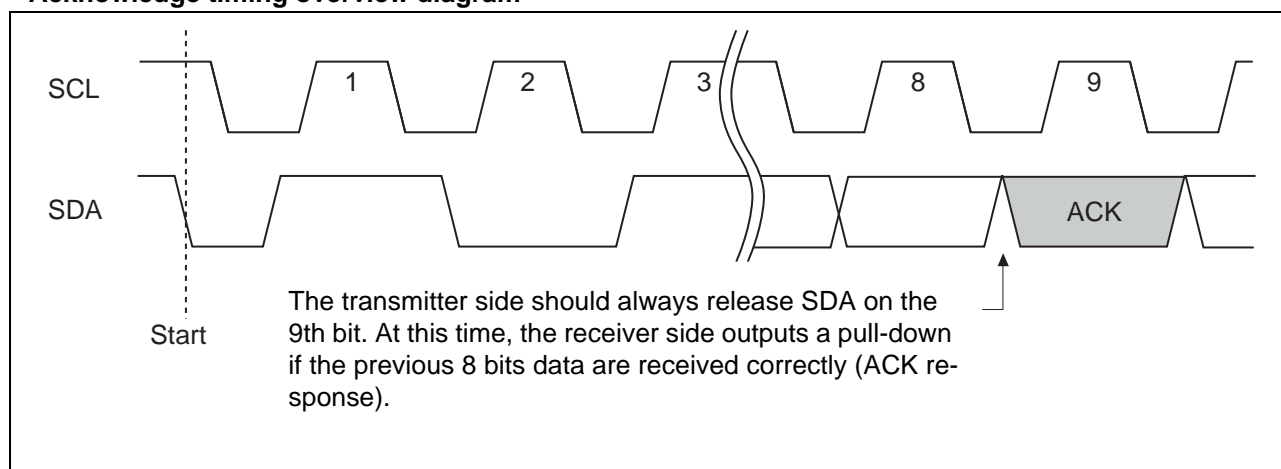 Acknowledge timing overview diagram
SCL
1
2
3
8
9
SDA
ACK
Start
The transmitter side should always release SDA on the
9th bit. At this time, the receiver side outputs a pull-down
if the previous 8 bits data are received correctly (ACK re-
sponse).